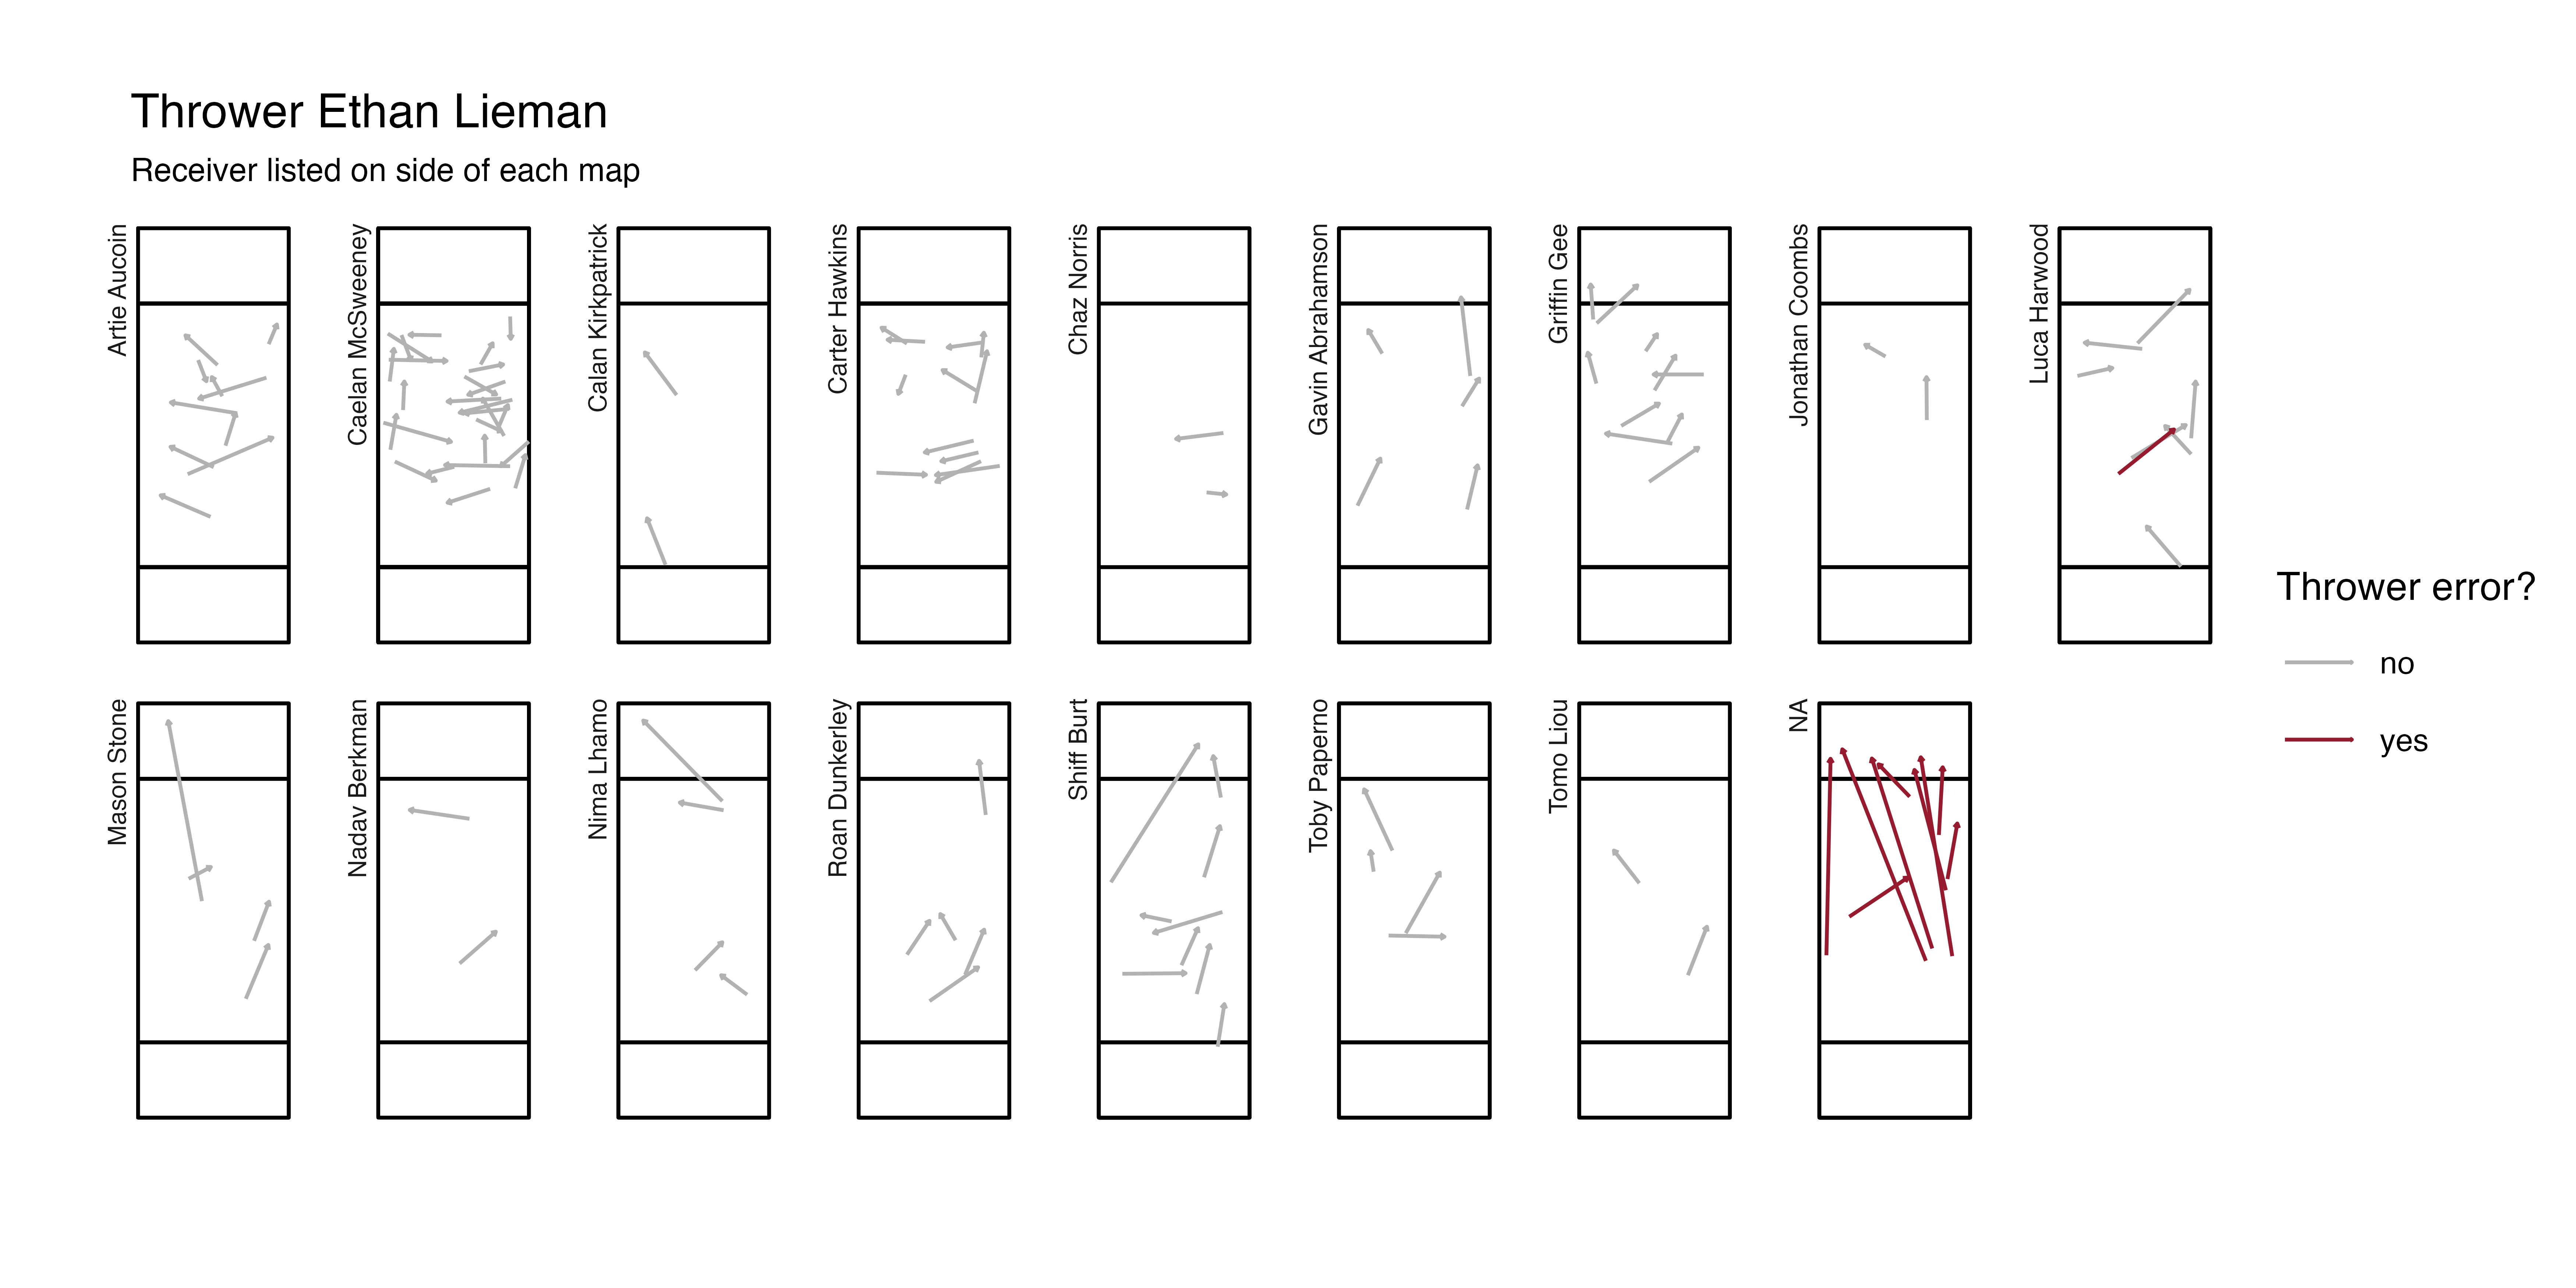 Thrower Ethan Lieman
Receiver listed on side of each map
Artie Aucoin
Caelan McSweeney
Calan Kirkpatrick
Carter Hawkins
Chaz Norris
Gavin Abrahamson
Griffin Gee
Jonathan Coombs
Luca Harwood
Mason Stone
Nadav Berkman
Nima Lhamo
Roan Dunkerley
Shiff Burt
Toby Paperno
Tomo Liou
NA
Thrower error?
no
yes